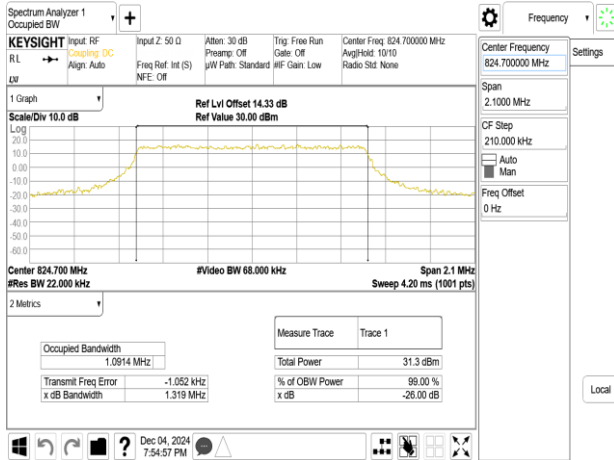 Spectrum Analyzer 1
Occupied BW
Frequency
KEYSIGHT
RL
LXI
Input: RF
Coupling: DC
Align: Auto
Input Z: 50 Ω
Freq Ref: Int (S)
NFE: Off
Atten: 30 dB
Preamp: Off
µW Path: Standard
Trig: Free Run
Gate: Off
#IF Gain: Low
Center Freq: 824.700000 MHz
Avg|Hold: 10/10
Radio Std: None
Center Frequency
824.700000 MHz
Settings
Span
2.1000 MHz
CF Step
210.000 kHz
Auto
Man
Freq Offset
0 Hz
Local
1 Graph
Scale/Div 10.0 dB
Ref Lvl Offset 14.33 dB
Ref Value 30.00 dBm
Log
20.0
10.0
0.00
-10.0
-20.0
-30.0
-40.0
-50.0
-60.0
Center 824.700 MHz
#Video BW 68.000 kHz
Span 2.1 MHz
#Res BW 22.000 kHz
Sweep 4.20 ms (1001 pts)
2 Metrics
Measure Trace
Trace 1
Occupied Bandwidth
1.0914 MHz
Total Power
31.3 dBm
Transmit Freq Error
-1.052 kHz
% of OBW Power
99.00 %
x dB Bandwidth
1.319 MHz
x dB
-26.00 dB
?
Dec 04, 2024
7:54:57 PM